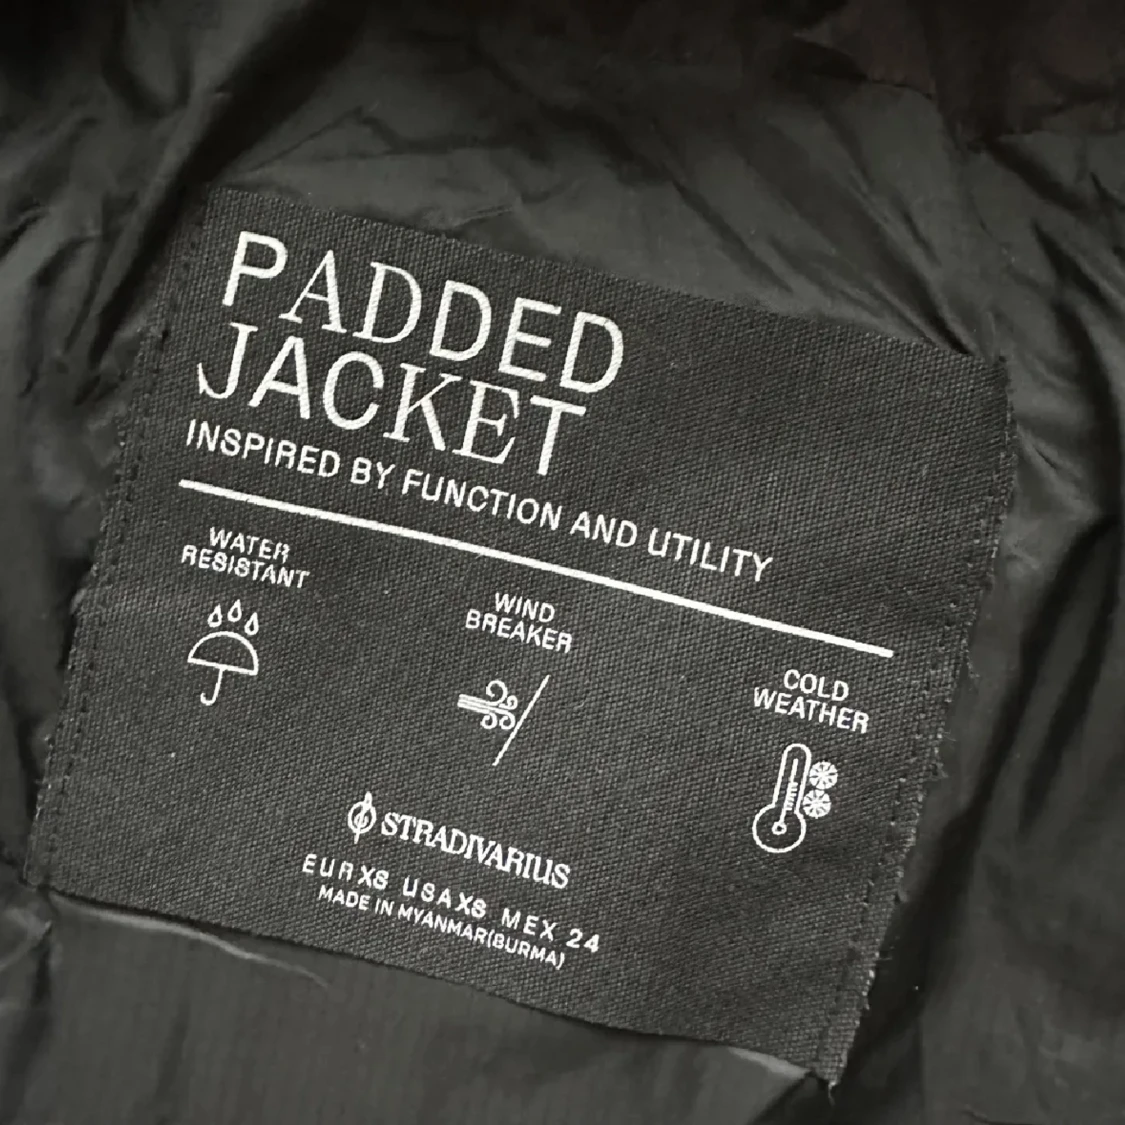 PADDED
JACKET
INSPIRED BY FUNCTION AND UTILITY
WATER
RESISTANT
WIND
BREAKER
COLD
WEATHER
STRADIVARIUS
EUR XS USA XS MEX 24
MADE IN MYANMAR(BURMA)